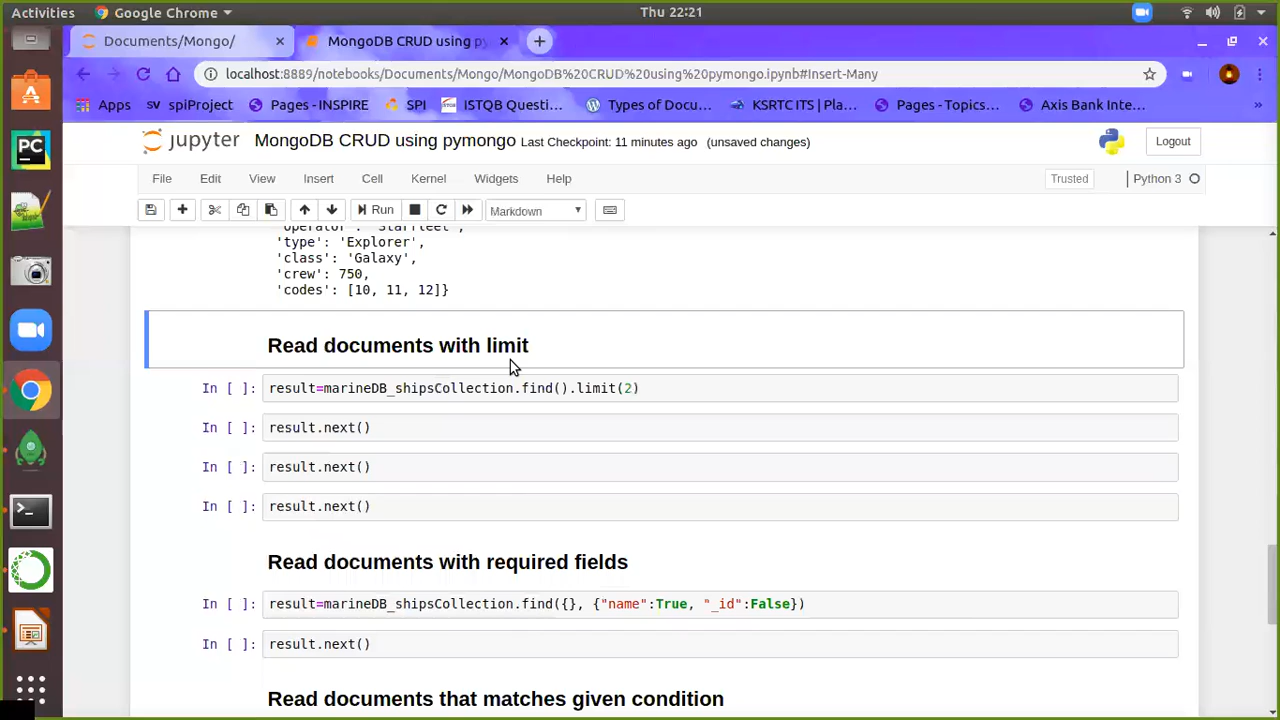 Activities Google Chrome Thu 22:21
Documents/Mongo/ MongoDB CRUD using py
localhost:8889/notebooks/Documents/Mongo/MongoDB%20CRUD%20using%20pymongo.ipynb#Insert-Many
Apps SV spiProject Pages - INSPIRE SPI ISTQB Questi... Types of Docu... KSRTC ITS | Pla... Pages - Topics... Axis Bank Inte... »
jupyter MongoDB CRUD using pymongo Last Checkpoint: 11 minutes ago (unsaved changes) Logout
File Edit View Insert Cell Kernel Widgets Help Trusted Python 3
Run Markdown
'operator': 'Starfleet',
'type': 'Explorer',
'class': 'Galaxy',
'crew': 750,
'codes': [10, 11, 12]}
Read documents with limit
In [ ]: result=marineDB_shipsCollection.find().limit(2)
In [ ]: result.next()
In [ ]: result.next()
In [ ]: result.next()
Read documents with required fields
In [ ]: result=marineDB_shipsCollection.find({}, {"name":True, "_id":False})
In [ ]: result.next()
Read documents that matches given condition
PC